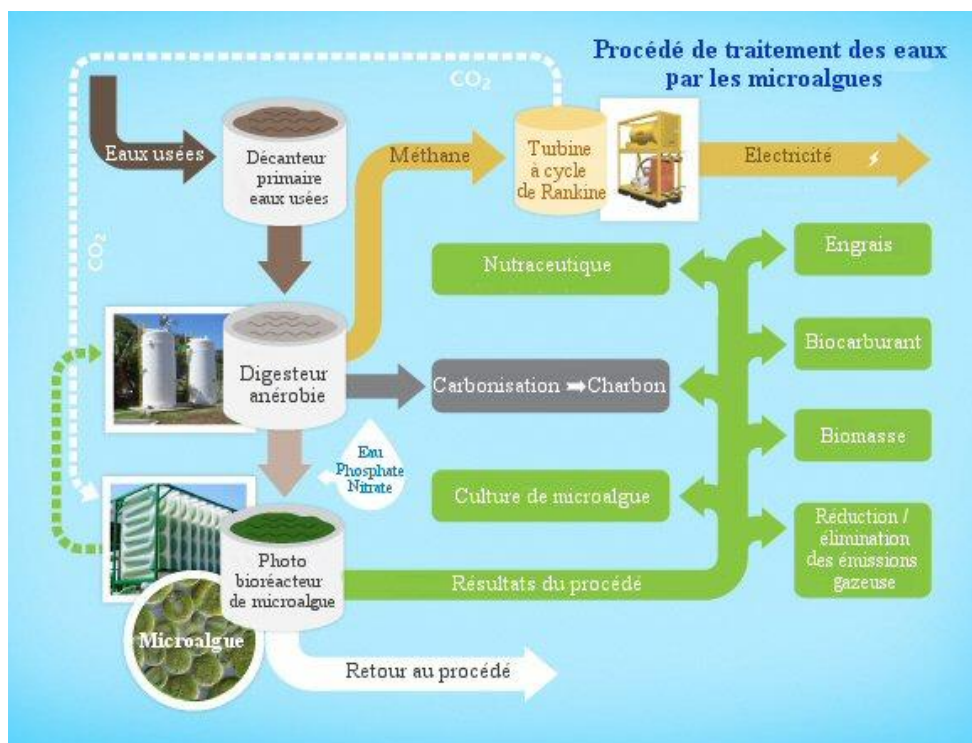 Procédé de traitement des eaux
par les microalgues
CO₂
CO₂
Eaux usées
Décanteur
primaire
eaux usées
Méthane
Turbine
à cycle
de Rankine
Electricité
Nutraceutique
Engrais
Biocarburant
Digesteur
anérobie
Carbonisation ➡Charbon
Biomasse
Eau
Phosphate
Nitrate
Culture de microalgue
Réduction /
élimination
des émissions
gazeuse
Photo
bioréacteur
de microalgue
Résultats du procédé
Microalgue
Retour au procédé